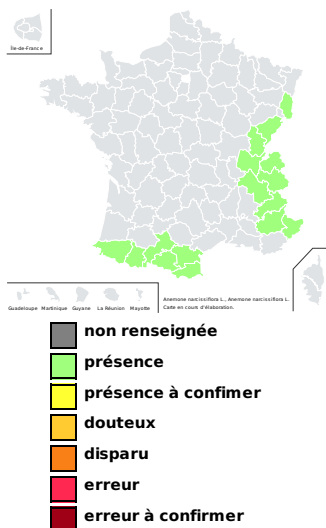 Île-de-France
Guadeloupe Martinique Guyane La Réunion Mayotte
Anemone narcissiflora L., Anemone narcissiflora L.
Carte en cours d'élaboration.
non renseignée
présence
présence à confimer
douteux
disparu
erreur
erreur à confirmer